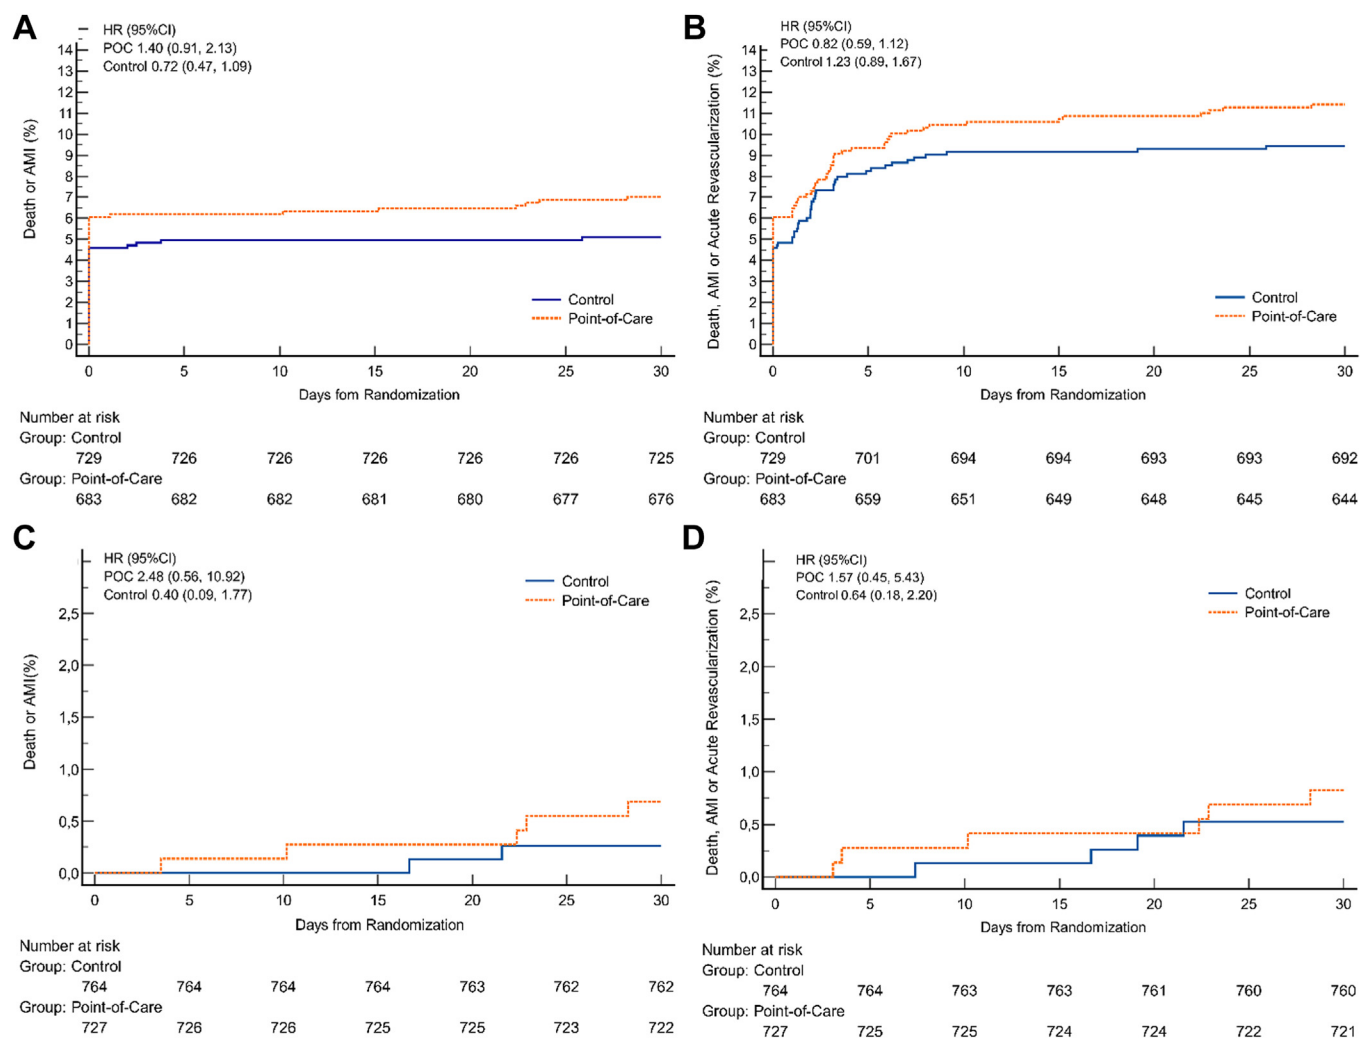 A
HR (95%CI)
POC 1.40 (0.91, 2.13)
Control 0.72 (0.47, 1.09)
Death or AMI (%)
14
13
12
11
10
9
8
7
6
5
4
3
2
1
0
Control
Point-of-Care
0 5 10 15 20 25 30
Days fom Randomization
Number at risk
Group: Control
729 726 726 726 726 726 725
Group: Point-of-Care
683 682 682 681 680 677 676
B
HR (95%CI)
POC 0.82 (0.59, 1.12)
Control 1.23 (0.89, 1.67)
Death, AMI or Acute Revascularization (%)
14
13
12
11
10
9
8
7
6
5
4
3
2
1
0
Control
Point-of-Care
0 5 10 15 20 25 30
Days from Randomization
Number at risk
Group: Control
729 701 694 694 693 693 692
Group: Point-of-Care
683 659 651 649 648 645 644
C
HR (95%CI)
POC 2.48 (0.56, 10.92)
Control 0.40 (0.09, 1.77)
Control
Point-of-Care
Death or AMI(%)
2,5
2,0
1,5
1,0
0,5
0,0
0 5 10 15 20 25 30
Days from Randomization
Number at risk
Group: Control
764 764 764 764 763 762 762
Group: Point-of-Care
727 726 726 725 725 723 722
D
HR (95%CI)
POC 1.57 (0.45, 5.43)
Control 0.64 (0.18, 2.20)
Control
Point-of-Care
Death, AMI or Acute Revascularization (%)
2,5
2,0
1,5
1,0
0,5
0,0
0 5 10 15 20 25 30
Days from Randomization
Number at risk
Group: Control
764 764 763 763 761 760 760
Group: Point-of-Care
727 725 725 724 724 722 721